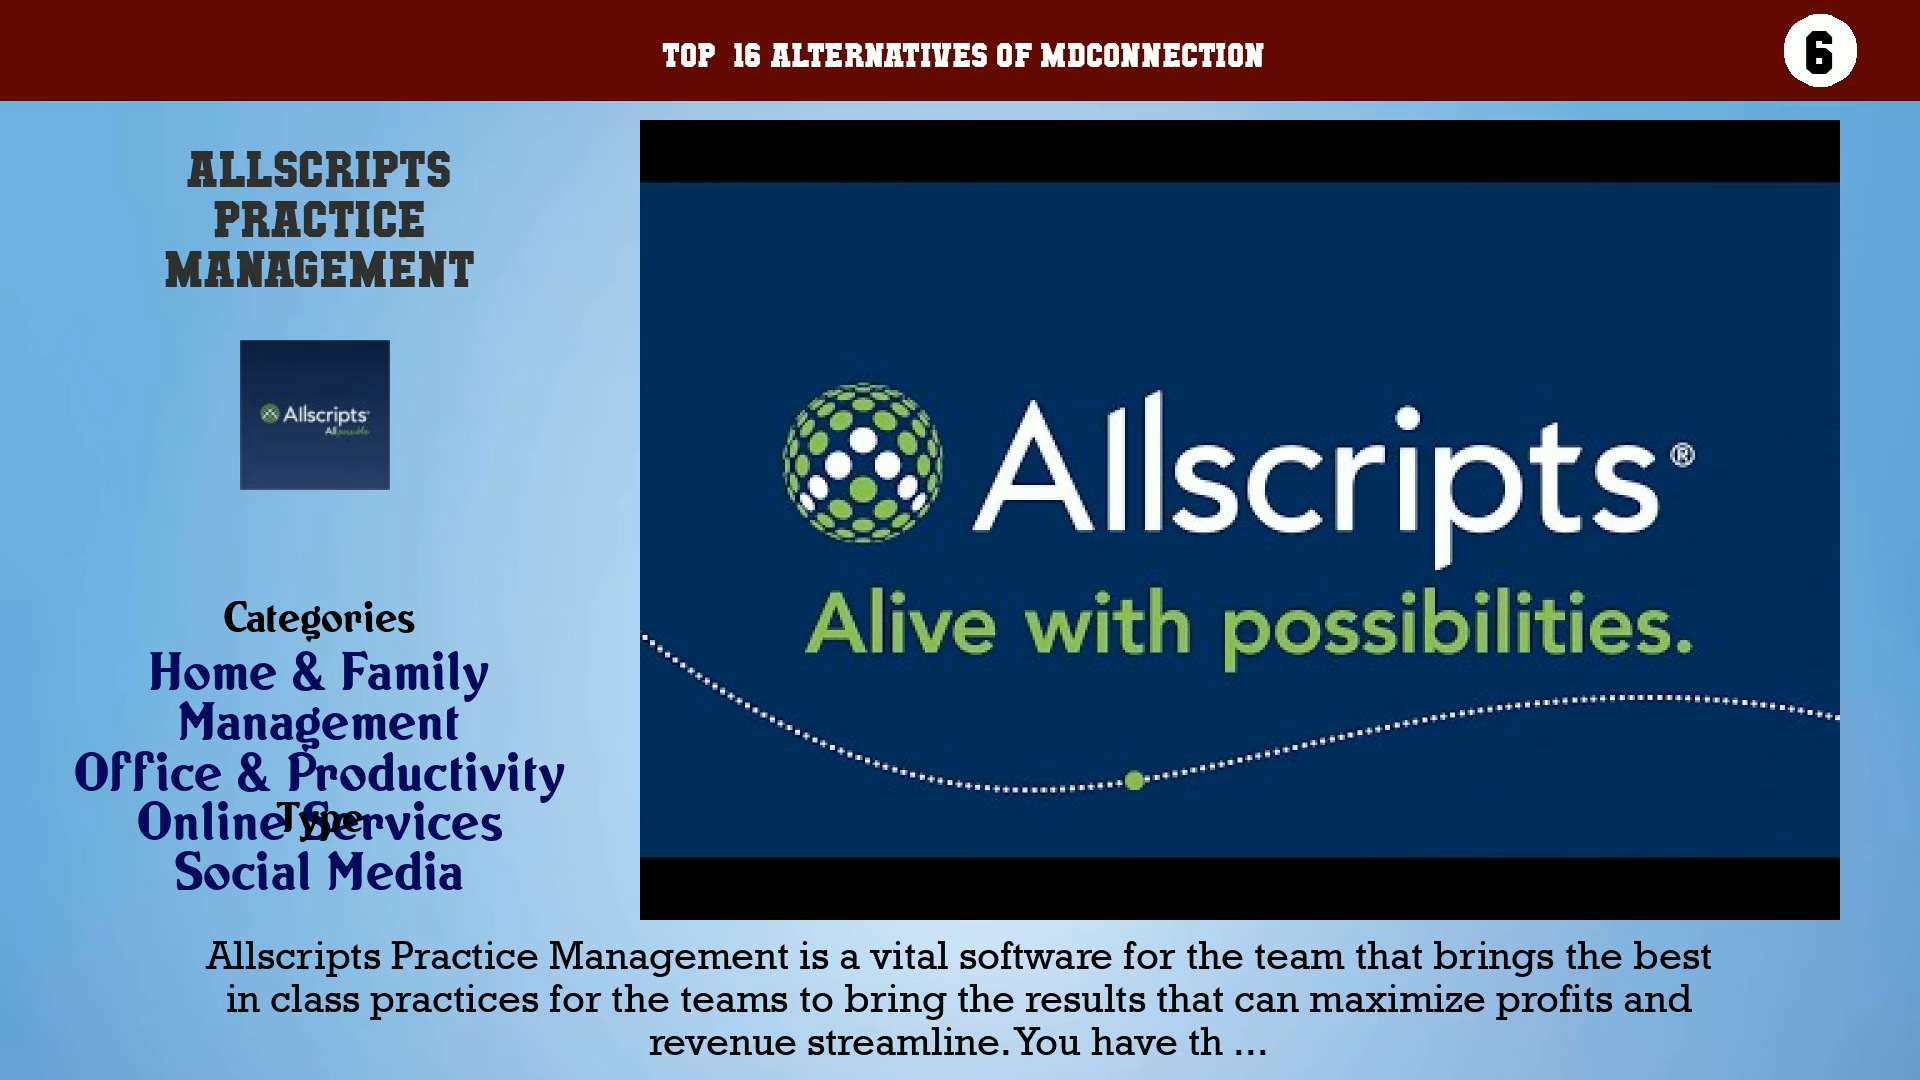 TOP 16 ALTERNATIVES OF MDCONNECTION
6
ALLSCRIPTS
PRACTICE
MANAGEMENT
Allscripts
All possible
Categories
Home & Family
Management
Office & Productivity
Online Services
Type
Social Media
Allscripts®
Alive with possibilities.
Allscripts Practice Management is a vital software for the team that brings the best
in class practices for the teams to bring the results that can maximize profits and
revenue streamline. You have th ...